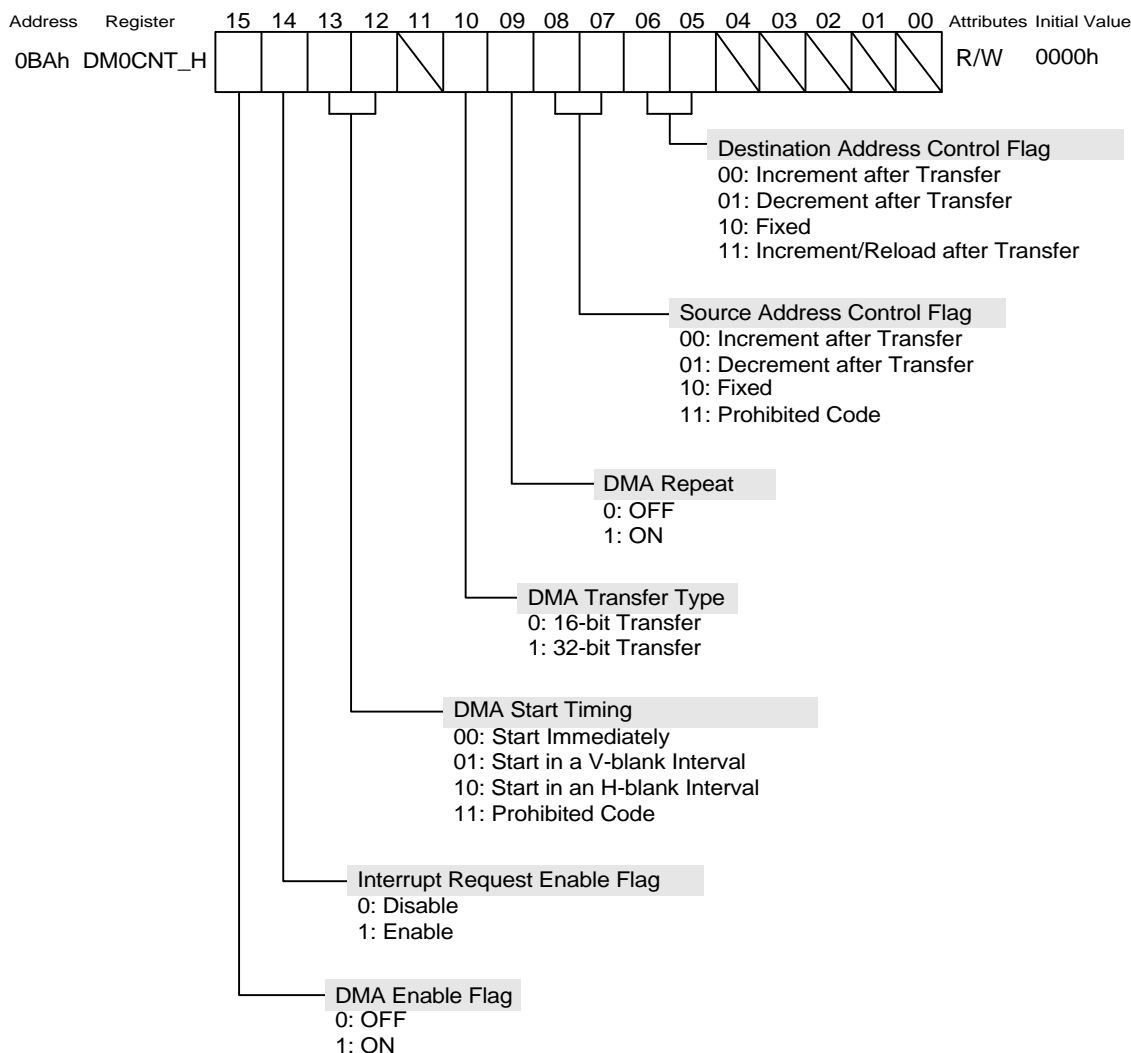 Address Register 15 14 13 12 11 10 09 08 07 06 05 04 03 02 01 00 Attributes Initial Value
0BAh DM0CNT_H R/W 0000h
Destination Address Control Flag
00: Increment after Transfer
01: Decrement after Transfer
10: Fixed
11: Increment/Reload after Transfer
Source Address Control Flag
00: Increment after Transfer
01: Decrement after Transfer
10: Fixed
11: Prohibited Code
DMA Repeat
0: OFF
1: ON
DMA Transfer Type
0: 16-bit Transfer
1: 32-bit Transfer
DMA Start Timing
00: Start Immediately
01: Start in a V-blank Interval
10: Start in an H-blank Interval
11: Prohibited Code
Interrupt Request Enable Flag
0: Disable
1: Enable
DMA Enable Flag
0: OFF
1: ON